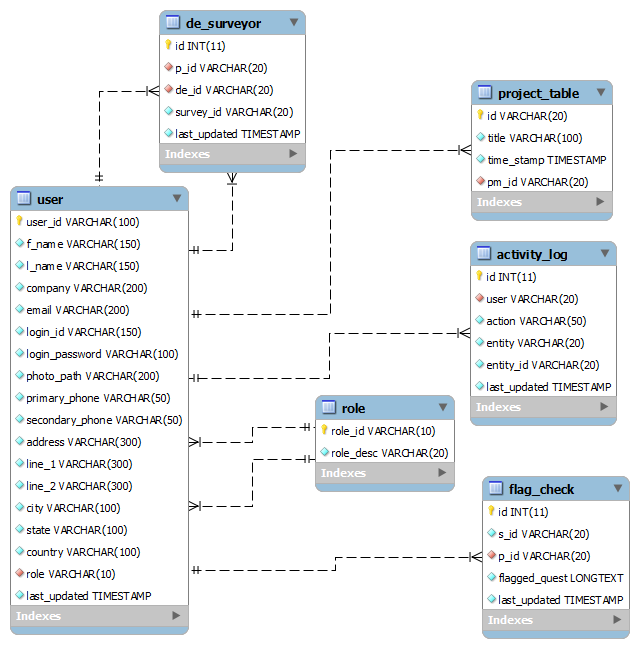 de_surveyor
id INT(11)
p_id VARCHAR(20)
de_id VARCHAR(20)
survey_id VARCHAR(20)
last_updated TIMESTAMP
Indexes
project_table
id VARCHAR(20)
title VARCHAR(100)
time_stamp TIMESTAMP
pm_id VARCHAR(20)
Indexes
user
user_id VARCHAR(100)
f_name VARCHAR(150)
l_name VARCHAR(150)
company VARCHAR(200)
email VARCHAR(200)
login_id VARCHAR(150)
login_password VARCHAR(100)
photo_path VARCHAR(200)
primary_phone VARCHAR(50)
secondary_phone VARCHAR(50)
address VARCHAR(300)
line_1 VARCHAR(300)
line_2 VARCHAR(300)
city VARCHAR(100)
state VARCHAR(100)
country VARCHAR(100)
role VARCHAR(10)
last_updated TIMESTAMP
Indexes
activity_log
id INT(11)
user VARCHAR(20)
action VARCHAR(50)
entity VARCHAR(20)
entity_id VARCHAR(20)
last_updated TIMESTAMP
Indexes
role
role_id VARCHAR(10)
role_desc VARCHAR(20)
Indexes
flag_check
id INT(11)
s_id VARCHAR(20)
p_id VARCHAR(20)
flagged_quest LONGTEXT
last_updated TIMESTAMP
Indexes